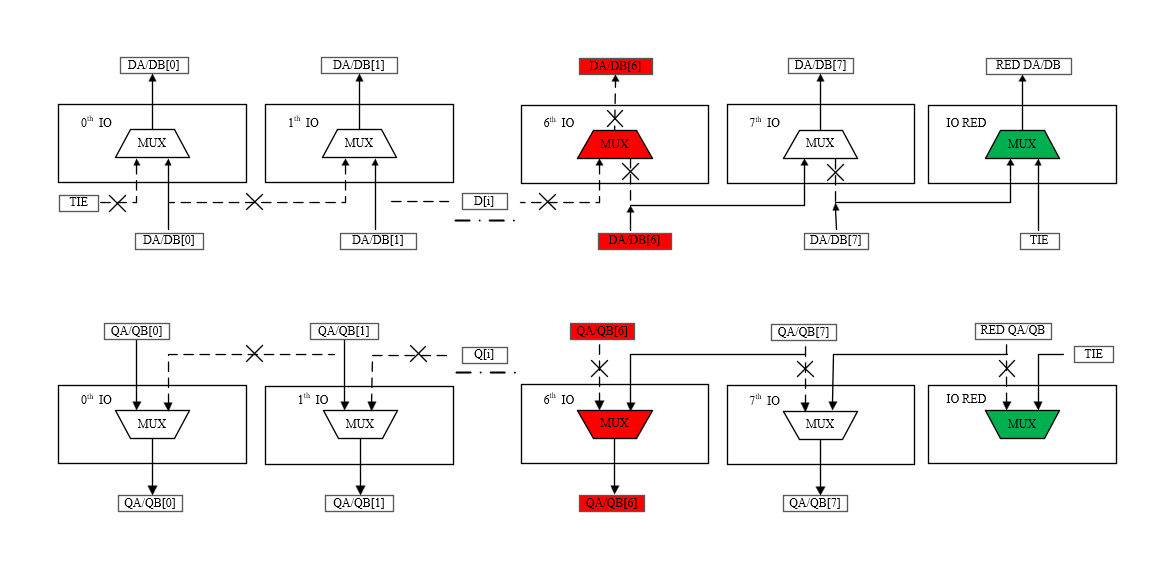 DA/DB[0]
DA/DB[1]
DA/DB[6]
DA/DB[7]
RED DA/DB
0th IO
1th IO
6th IO
7th IO
IO RED
MUX
MUX
MUX
MUX
MUX
TIE
D[i]
DA/DB[0]
DA/DB[1]
DA/DB[6]
DA/DB[7]
TIE
QA/QB[0]
QA/QB[1]
QA/QB[6]
QA/QB[7]
RED QA/QB
Q[i]
TIE
0th IO
1th IO
6th IO
7th IO
IO RED
MUX
MUX
MUX
MUX
MUX
QA/QB[0]
QA/QB[1]
QA/QB[6]
QA/QB[7]